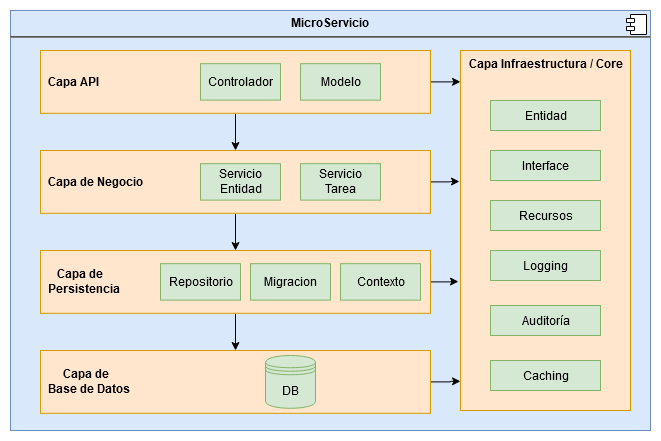 MicroServicio
Capa API
Controlador
Modelo
Capa de Negocio
Servicio
Entidad
Servicio
Tarea
Capa de
Persistencia
Repositorio
Migracion
Contexto
Capa de
Base de Datos
DB
Capa Infraestructura / Core
Entidad
Interface
Recursos
Logging
Auditoría
Caching